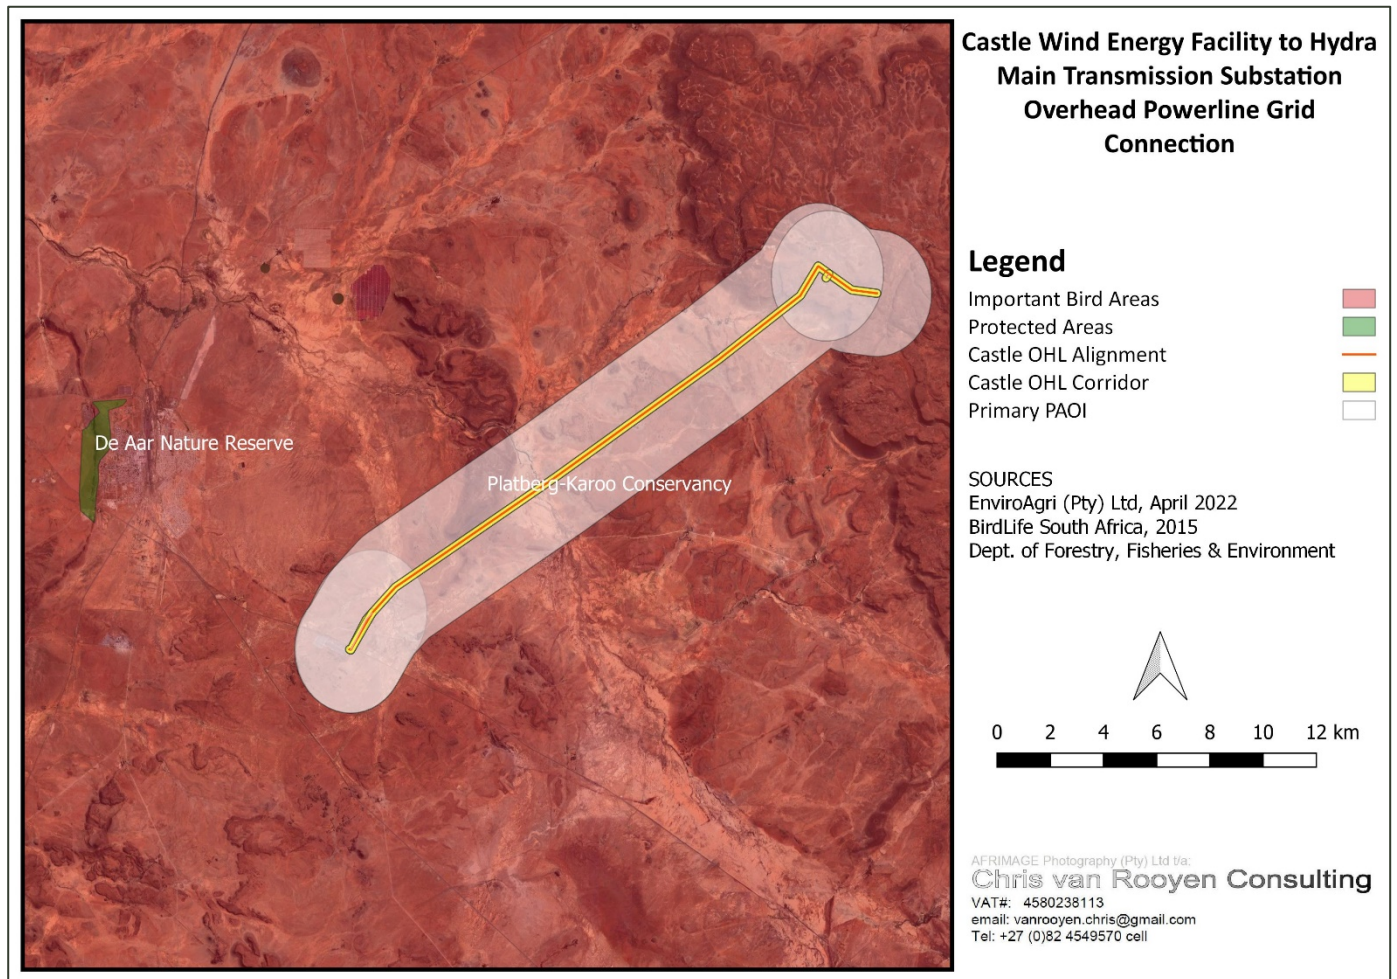 Castle Wind Energy Facility to Hydra
Main Transmission Substation
Overhead Powerline Grid
Connection
Legend
Important Bird Areas
Protected Areas
Castle OHL Alignment
Castle OHL Corridor
Primary PAOI
De Aar Nature Reserve
Platberg-Karoo Conservancy
SOURCES
EnviroAgri (Pty) Ltd, April 2022
BirdLife South Africa, 2015
Dept. of Forestry, Fisheries & Environment
0 2 4 6 8 10 12 km
AFRIMAGE Photography (Pty) Ltd t/a:
Chris van Rooyen Consulting
VAT#: 4580238113
email: vanrooyen.chris@gmail.com
Tel: +27 (0)82 4549570 cell